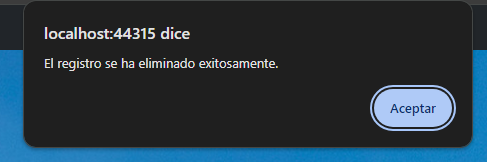 localhost:44315 dice
El registro se ha eliminado exitosamente.
Aceptar